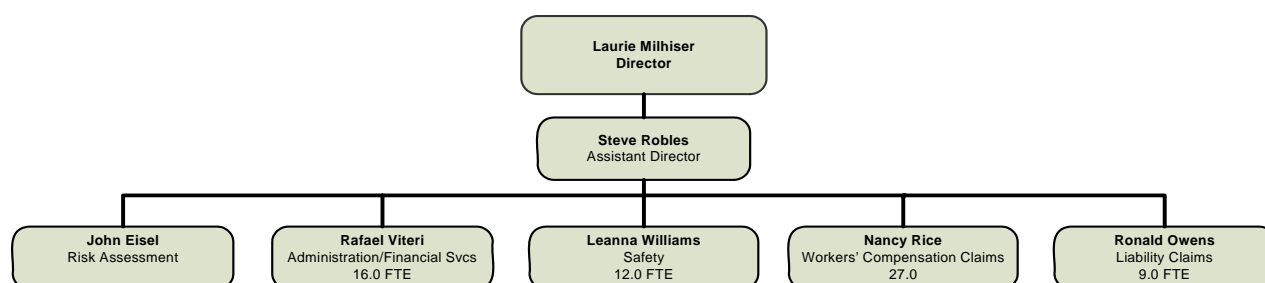 Laurie Milhiser
Director
Steve Robles
Assistant Director
John Eisel
Risk Assessment
Rafael Viteri
Administration/Financial Svcs
16.0 FTE
Leanna Williams
Safety
12.0 FTE
Nancy Rice
Workers' Compensation Claims
27.0
Ronald Owens
Liability Claims
9.0 FTE